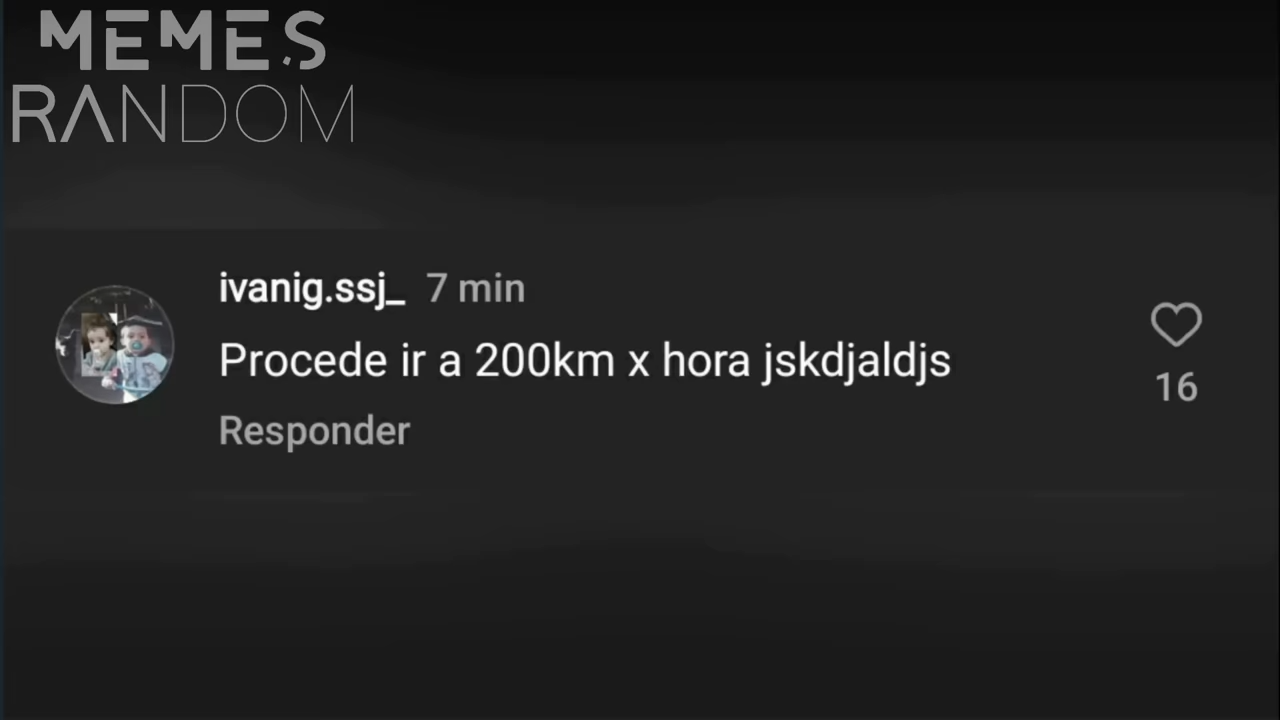 MEMES
RANDOM
ivanig.ssj_ 7 min
Procede ir a 200km x hora jskdjaldjs
16
Responder